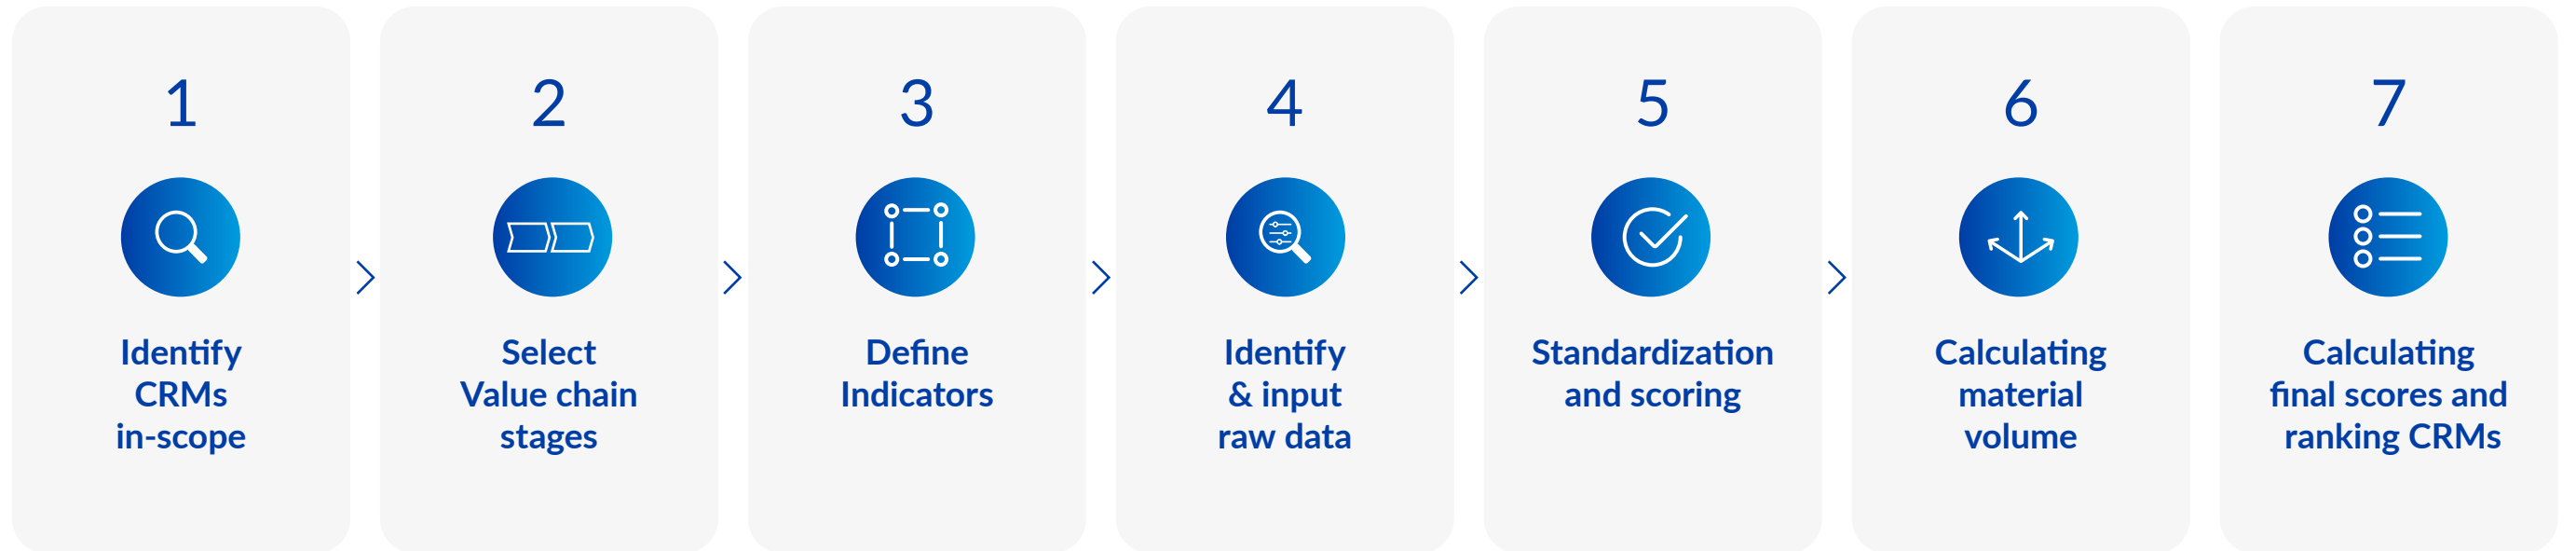 1
Identify
CRMs
in-scope
2
Select
Value chain
stages
3
Define
Indicators
4
Identify
& input
raw data
5
Standardization
and scoring
6
Calculating
material
volume
7
Calculating
final scores and
ranking CRMs